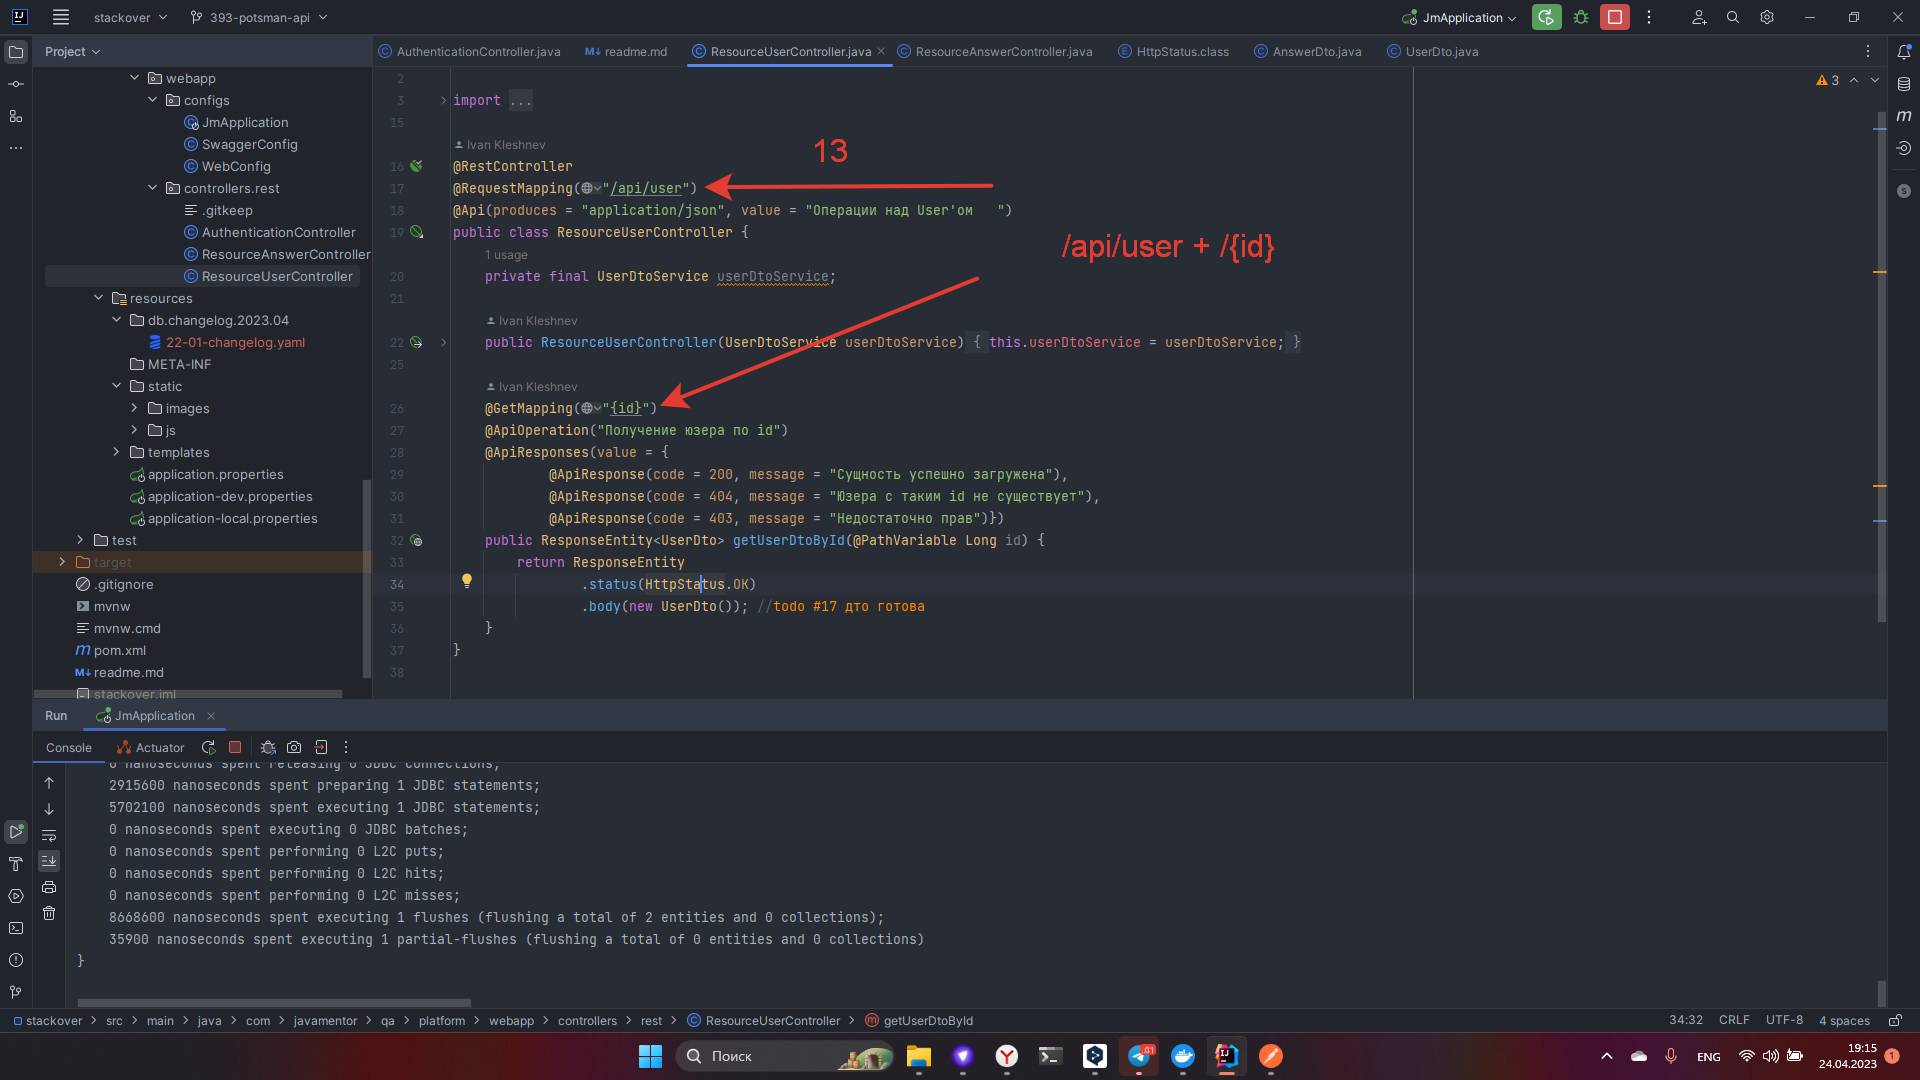 stackover
393-potsman-api
JmApplication
Project
AuthenticationController.java
readme.md
ResourceUserController.java
ResourceAnswerController.java
HttpStatus.class
AnswerDto.java
UserDto.java
webapp
configs
JmApplication
SwaggerConfig
WebConfig
controllers.rest
.gitkeep
AuthenticationController
ResourceAnswerController
ResourceUserController
resources
db.changelog.2023.04
22-01-changelog.yaml
META-INF
static
images
js
templates
application.properties
application-dev.properties
application-local.properties
test
target
.gitignore
mvnw
mvnw.cmd
pom.xml
readme.md
stackover.iml
3
2
3 import ...
15
Ivan Kleshnev
13
16 @RestController
17 @RequestMapping("/api/user")
18 @Api(produces = "application/json", value = "Операции над User'ом   ")
19 public class ResourceUserController {
/api/user + /{id}
1 usage
20 private final UserDtoService userDtoService;
21
Ivan Kleshnev
22 public ResourceUserController(UserDtoService userDtoService) { this.userDtoService = userDtoService; }
25
Ivan Kleshnev
26 @GetMapping("{id}")
27 @ApiOperation("Получение юзера по id")
28 @ApiResponses(value = {
29 @ApiResponse(code = 200, message = "Сущность успешно загружена"),
30 @ApiResponse(code = 404, message = "Юзера с таким id не существует"),
31 @ApiResponse(code = 403, message = "Недостаточно прав")})
32 public ResponseEntity<UserDto> getUserDtoById(@PathVariable Long id) {
33 return ResponseEntity
34 .status(HttpStatus.OK)
35 .body(new UserDto()); //todo #17 дто готова
36 }
37 }
38
Run JmApplication
Console Actuator
0 nanoseconds spent releasing 0 JDBC connections;
2915600 nanoseconds spent preparing 1 JDBC statements;
5702100 nanoseconds spent executing 1 JDBC statements;
0 nanoseconds spent executing 0 JDBC batches;
0 nanoseconds spent performing 0 L2C puts;
0 nanoseconds spent performing 0 L2C hits;
0 nanoseconds spent performing 0 L2C misses;
8668600 nanoseconds spent executing 1 flushes (flushing a total of 2 entities and 0 collections);
35900 nanoseconds spent executing 1 partial-flushes (flushing a total of 0 entities and 0 collections)
}
stackover > src > main > java > com > javamentor > qa > platform > webapp > controllers > rest > ResourceUserController > getUserDtoById
34:32 CRLF UTF-8 4 spaces
Поиск
ENG
19:15
24.04.2023
1